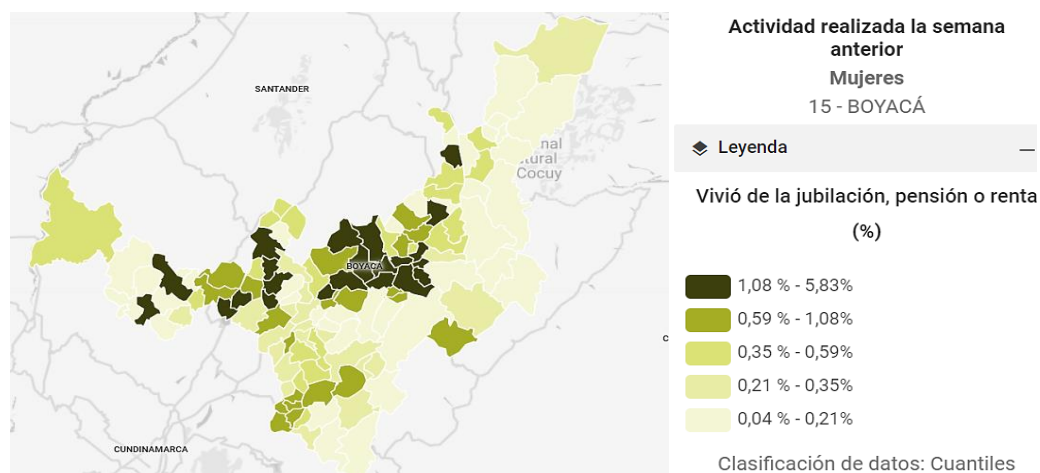 SANTANDER
nal
tural
Cocuy
BOYACÁ
CUNDINAMARCA
C
Actividad realizada la semana
anterior
Mujeres
15 - BOYACÁ
Leyenda
Vivió de la jubilación, pensión o renta
(%)
1,08 % - 5,83%
0,59 % - 1,08%
0,35 % - 0,59%
0,21 % - 0,35%
0,04 % - 0,21%
Clasificación de datos: Cuantiles